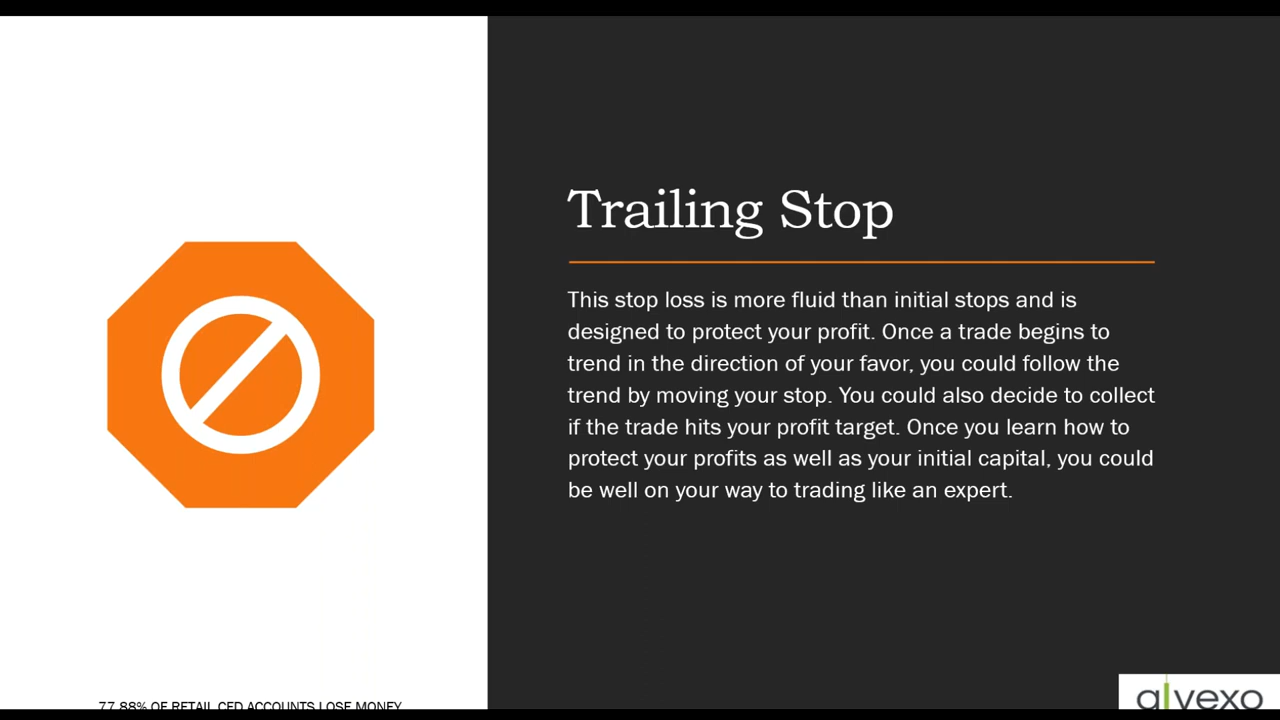 Trailing Stop
This stop loss is more fluid than initial stops and is
designed to protect your profit. Once a trade begins to
trend in the direction of your favor, you could follow the
trend by moving your stop. You could also decide to collect
if the trade hits your profit target. Once you learn how to
protect your profits as well as your initial capital, you could
be well on your way to trading like an expert.
77.88% OF RETAIL CFD ACCOUNTS LOSE MONEY
alvexo